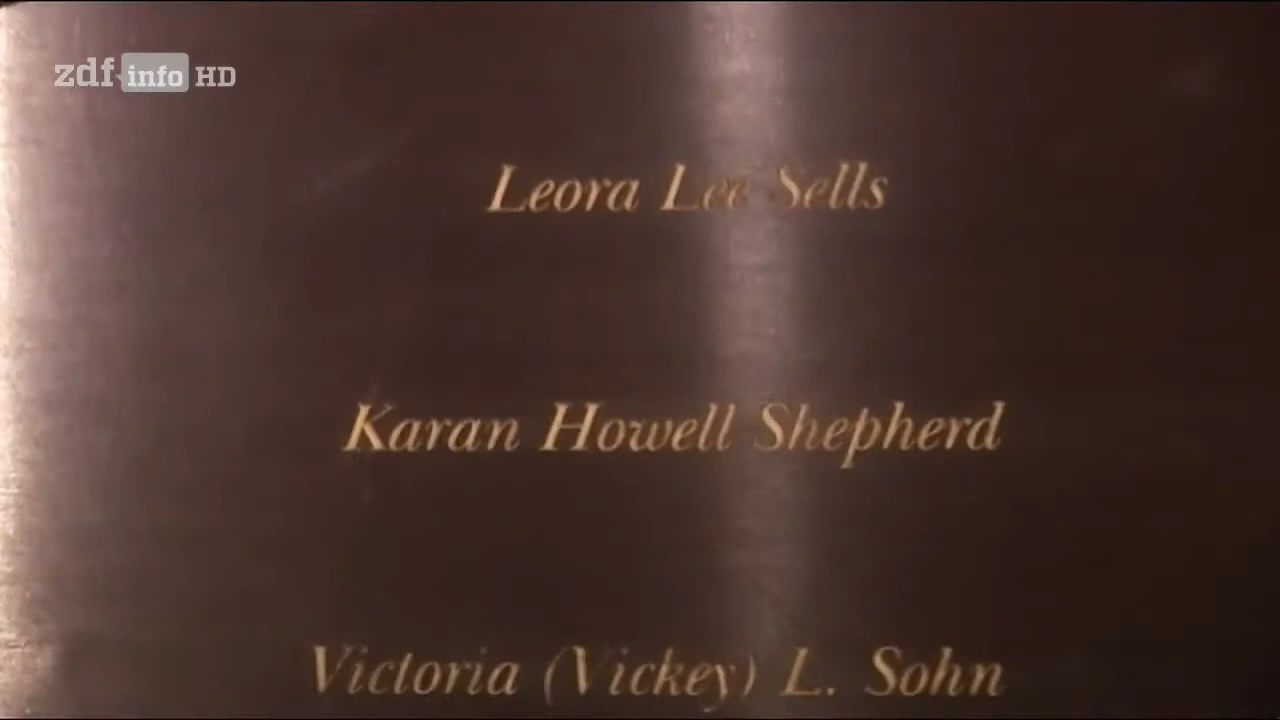 zdf info HD
Leora Lee Sells
Karan Howell Shepherd
Victoria (Vickey) L. Sohn